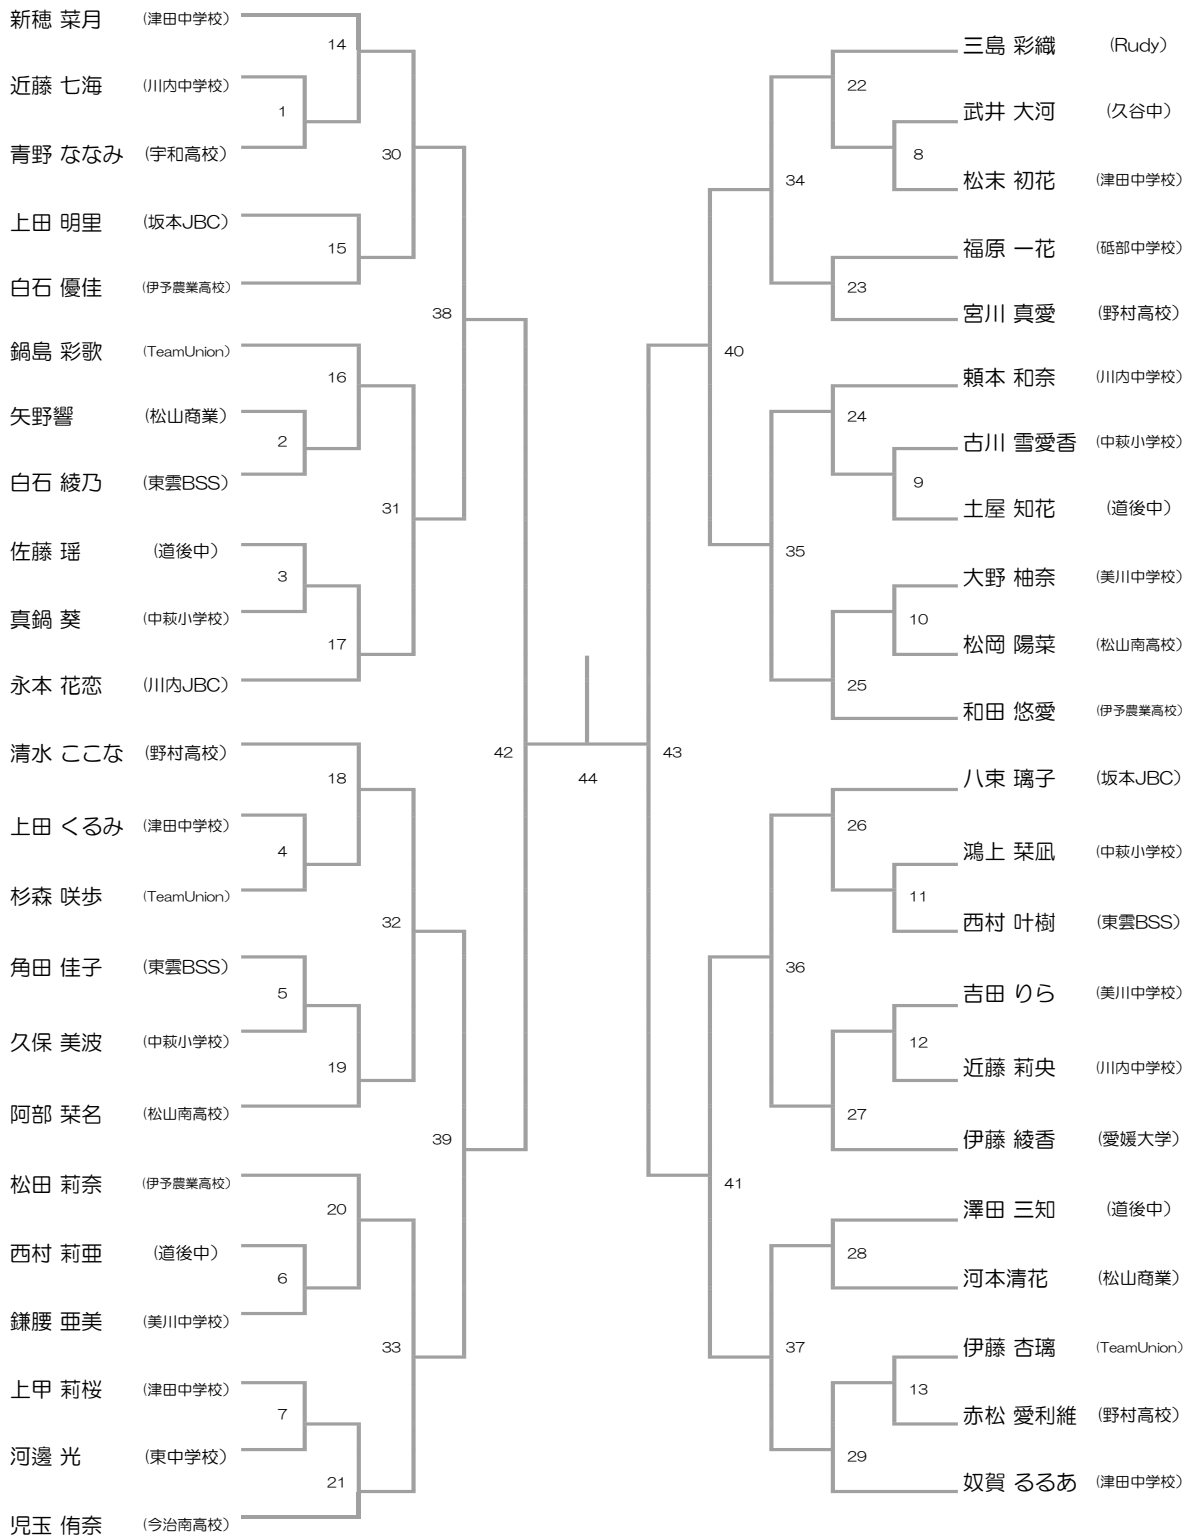 新穂 菜月 (津田中学校)
14
近藤 七海 (川内中学校)
1
青野 ななみ (宇和高校)
30
上田 明里 (坂本JBC)
15
白石 優佳 (伊予農業高校)
38
鍋島 彩歌 (TeamUnion)
16
矢野響 (松山商業)
2
白石 綾乃 (東雲BSS)
31
佐藤 瑶 (道後中)
3
真鍋 葵 (中萩小学校)
17
永本 花恋 (川内JBC)
42
清水 ここな (野村高校)
18
上田 くるみ (津田中学校)
4
杉森 咲歩 (TeamUnion)
32
角田 佳子 (東雲BSS)
5
久保 美波 (中萩小学校)
19
阿部 栞名 (松山南高校)
39
松田 莉奈 (伊予農業高校)
20
西村 莉亜 (道後中)
6
鎌腰 亜美 (美川中学校)
33
上甲 莉桜 (津田中学校)
7
河邊 光 (東中学校)
21
児玉 侑奈 (今治南高校)
44
三島 彩織 (Rudy)
22
武井 大河 (久谷中)
8
松末 初花 (津田中学校)
34
福原 一花 (砥部中学校)
23
宮川 真愛 (野村高校)
40
頼本 和奈 (川内中学校)
24
古川 雪愛香 (中萩小学校)
9
土屋 知花 (道後中)
35
大野 柚奈 (美川中学校)
10
松岡 陽菜 (松山南高校)
25
和田 悠愛 (伊予農業高校)
43
八束 璃子 (坂本JBC)
26
鴻上 栞凪 (中萩小学校)
11
西村 叶樹 (東雲BSS)
36
吉田 りら (美川中学校)
12
近藤 莉央 (川内中学校)
27
伊藤 綾香 (愛媛大学)
41
澤田 三知 (道後中)
28
河本清花 (松山商業)
37
伊藤 杏璃 (TeamUnion)
13
赤松 愛利維 (野村高校)
29
奴賀 るるあ (津田中学校)